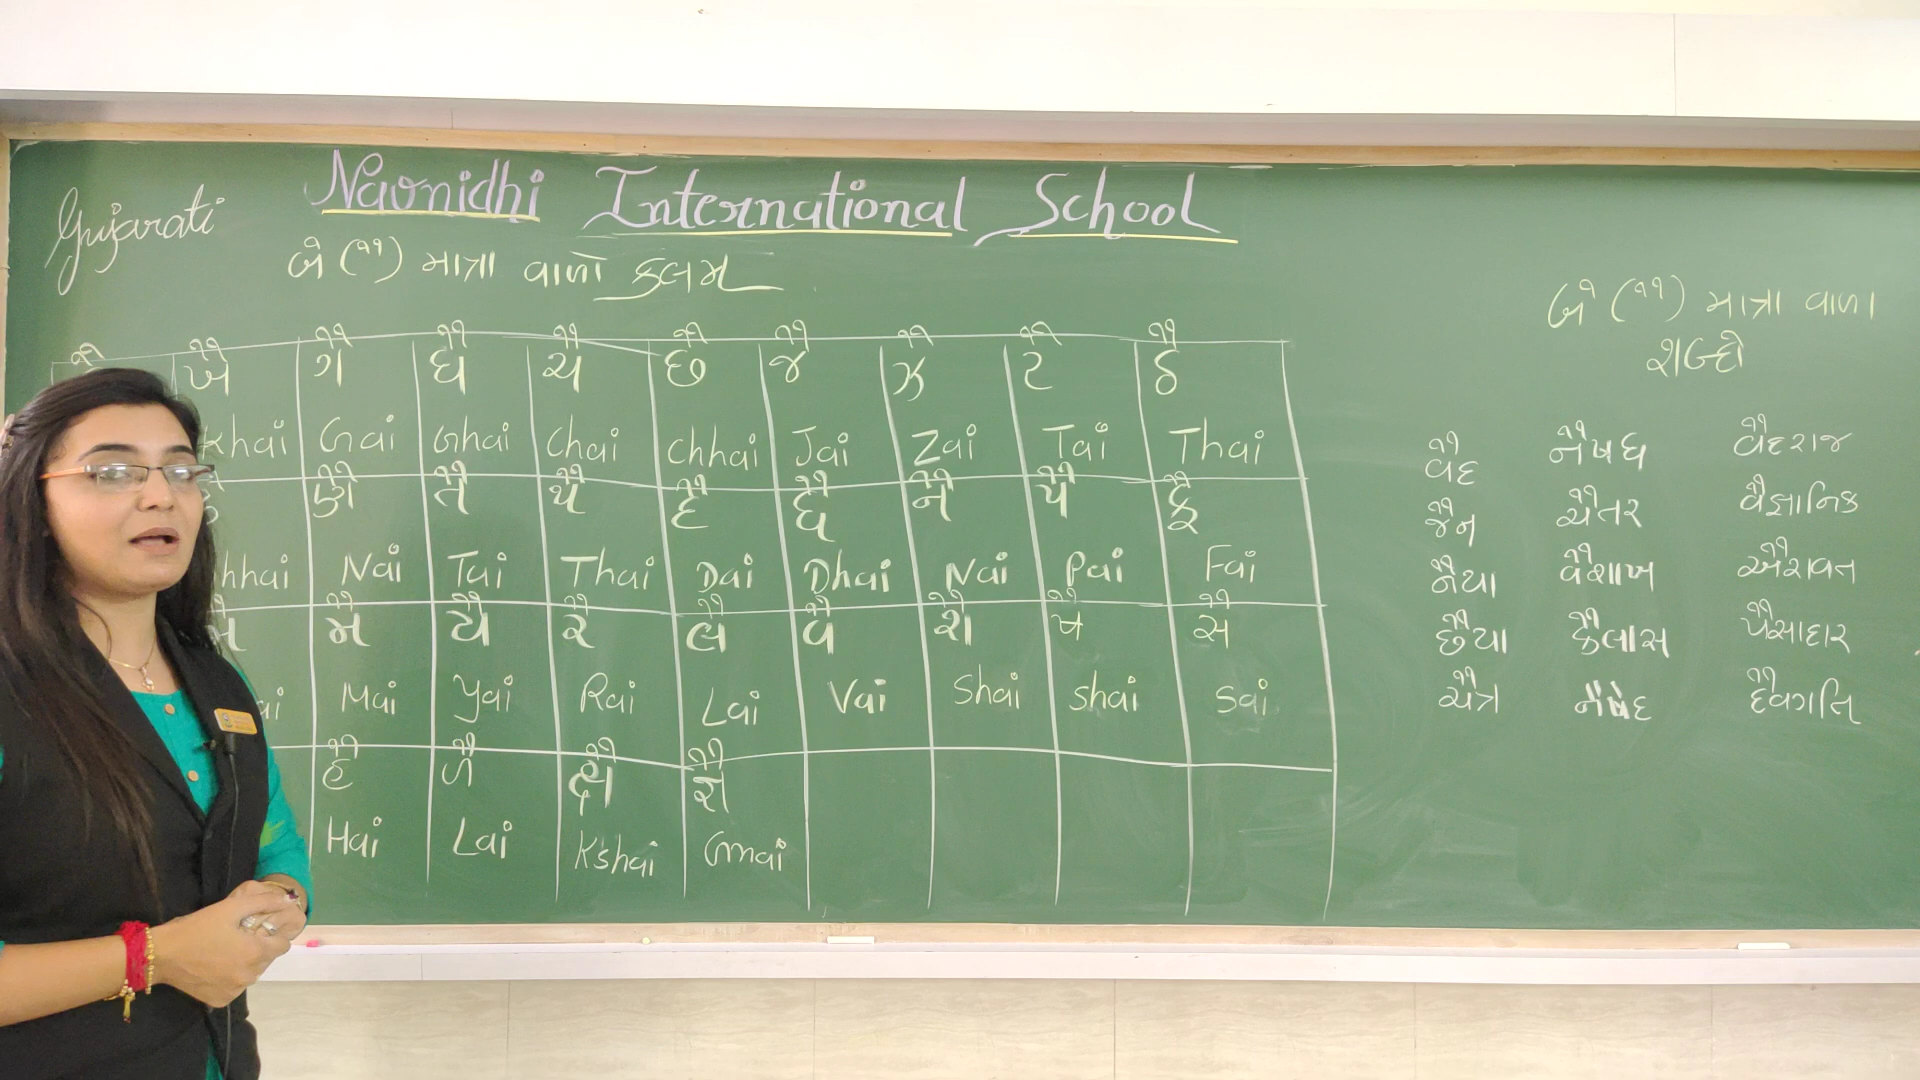 Gujarati
Navnidhi International School
બે (ૈ) માત્રા વાળો કલમ
ખૈ ગૈ ઘૈ ચૈ છૈ જૈ ઝૈ ટૈ ઠૈ
Khai Gai Ghai Chai Chhai Jai Zai Tai Thai
ણૈ તૈ થૈ દૈ ધૈ નૈ પૈ ફૈ
Nai Tai Thai Dai Dhai Nai Pai Fai
મૈ યૈ રૈ લૈ વૈ શૈ ષૈ સૈ
Mai Yai Rai Lai Vai Shai Shai Sai
હૈ ળૈ ક્ષૈ જ્ઞૈ
Hai Lai Kshai Gnai
બે (ૈ) માત્રા વાળા
શબ્દો
વૈદ નૈષધ વૈદરાજ
જૈન ચૈતર વૈજ્ઞાનિક
નૈયા વૈશાખ ઐરાવત
છૈયા કૈલાસ પૈસાદાર
ચૈત્ર દૈવગતિ